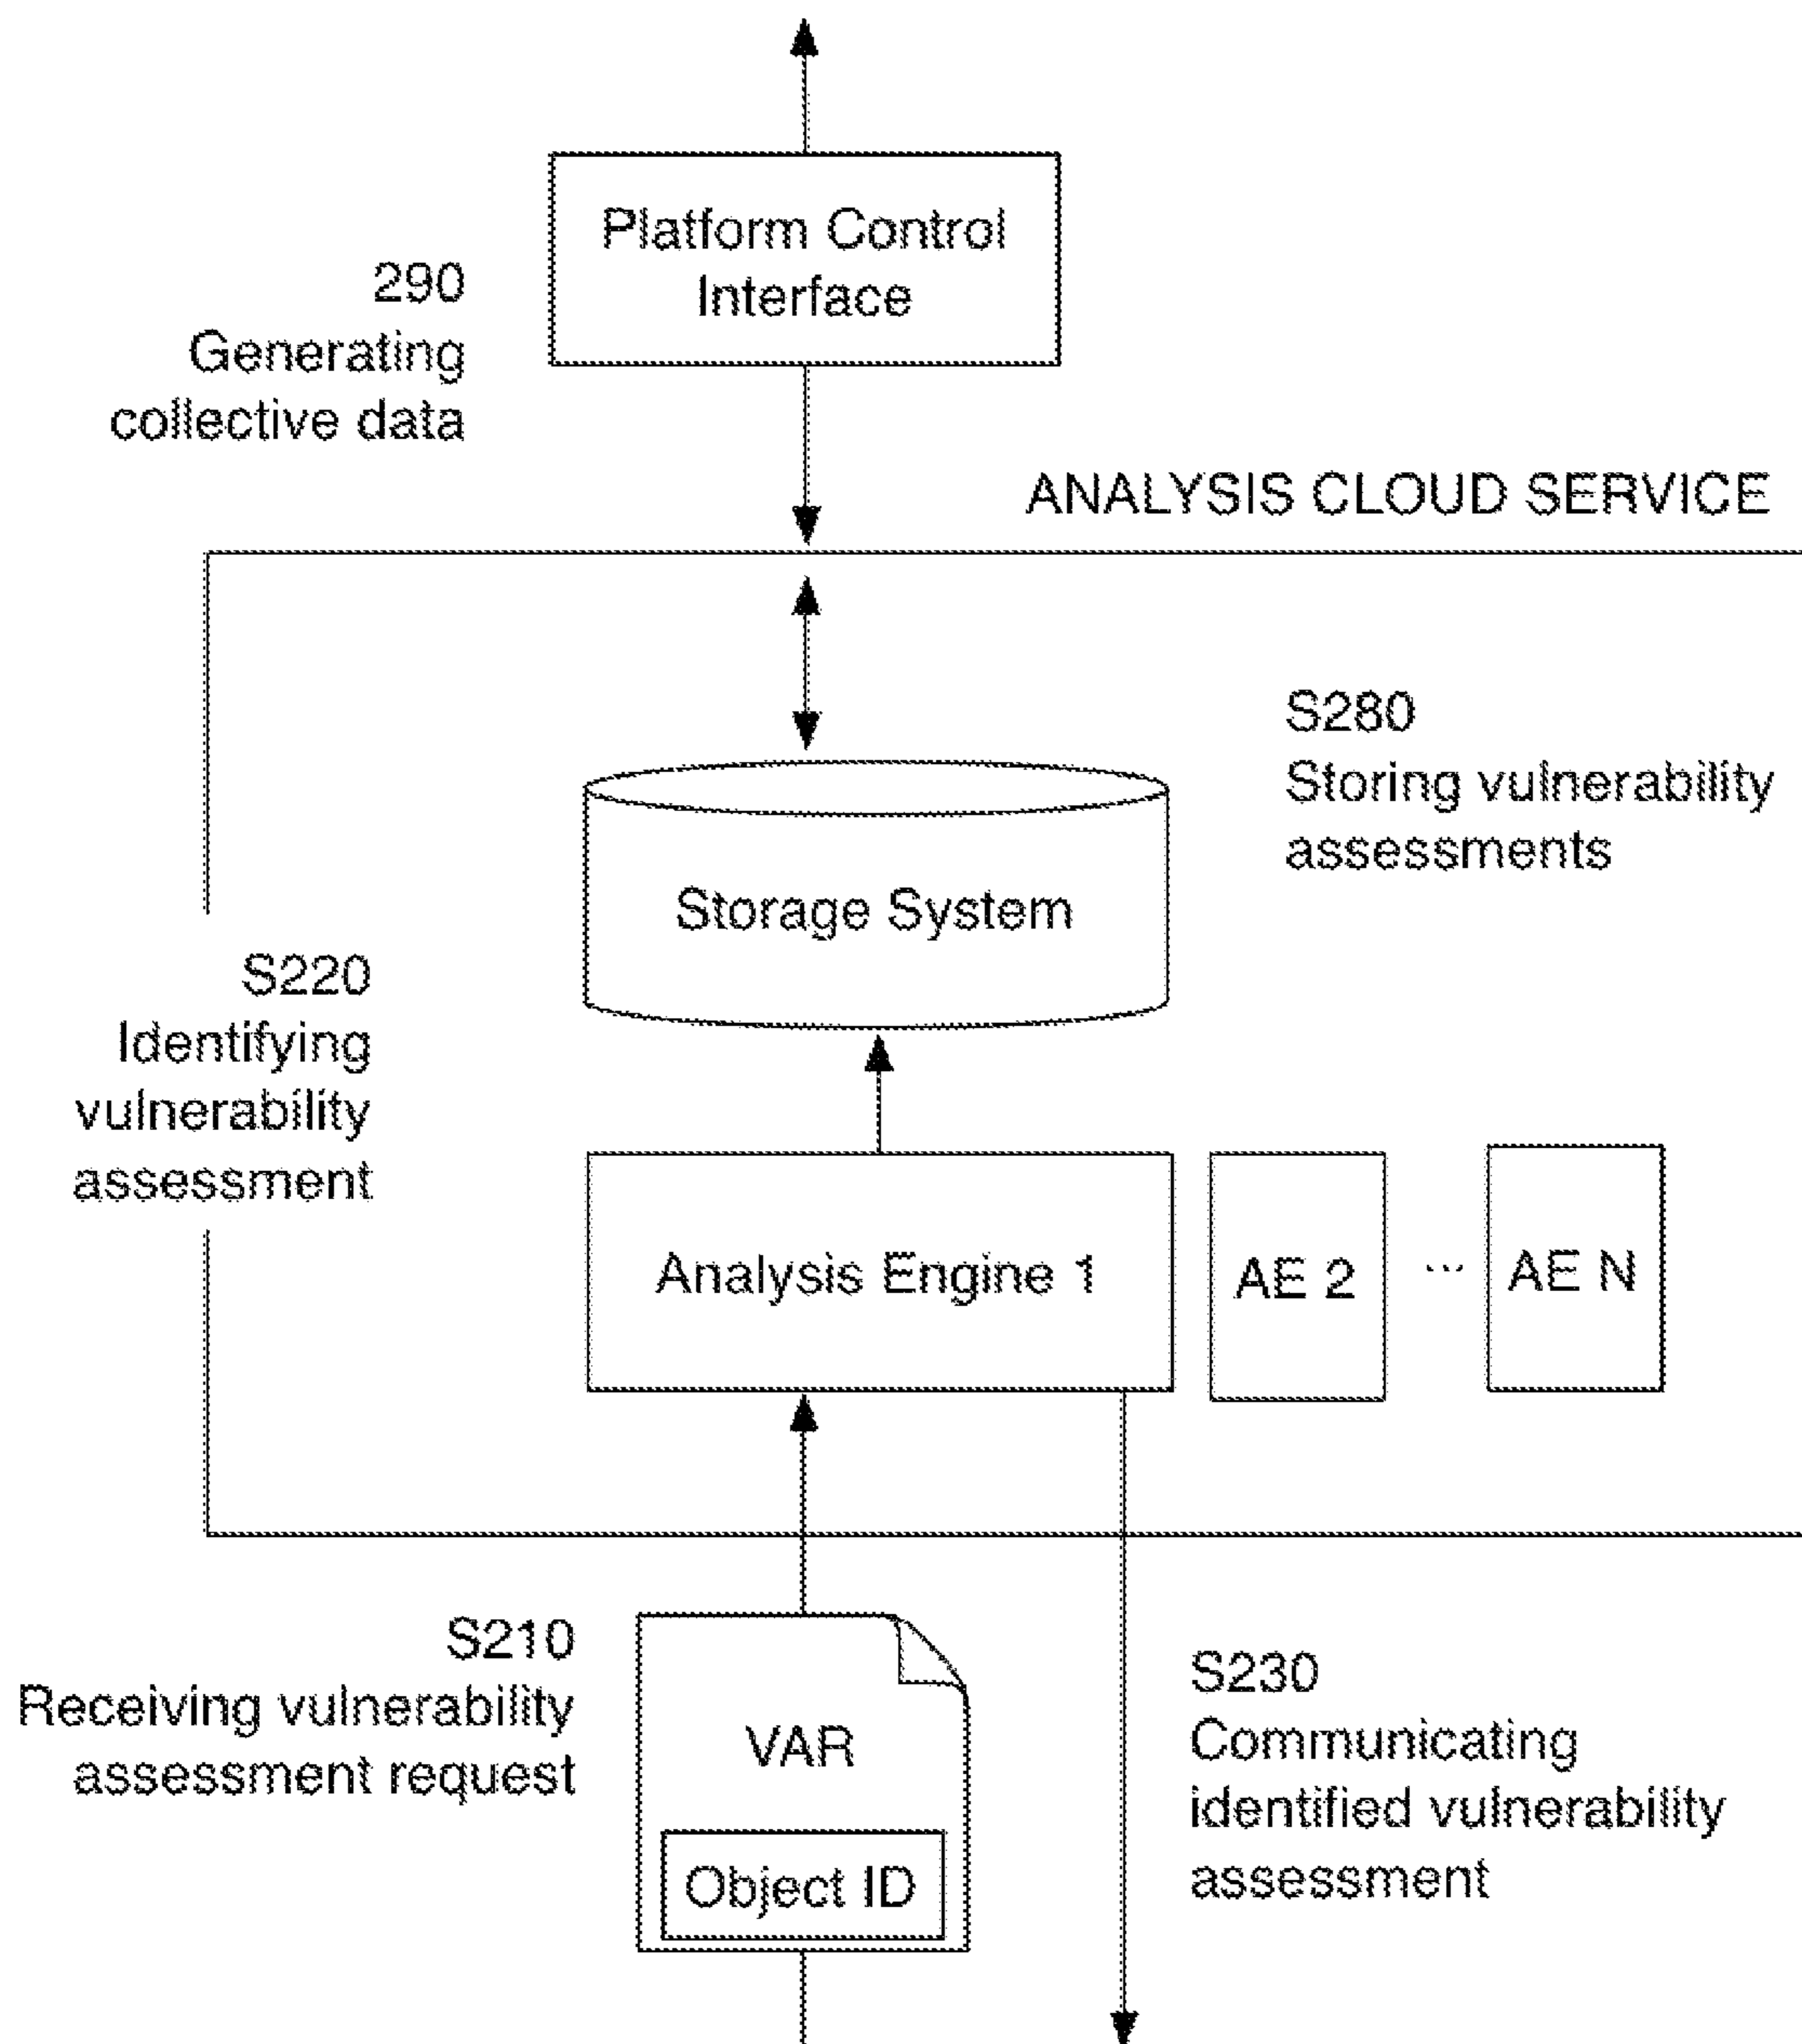 Platform Control
Interface
290
Generating
collective data
ANALYSIS CLOUD SERVICE
S280
Storing vulnerability
assessments
Storage System
S220
Identifying
vulnerability
assessment
Analysis Engine 1
AE 2
...
AE N
S210
Receiving vulnerability
assessment request
VAR
Object ID
S230
Communicating
identified vulnerability
assessment